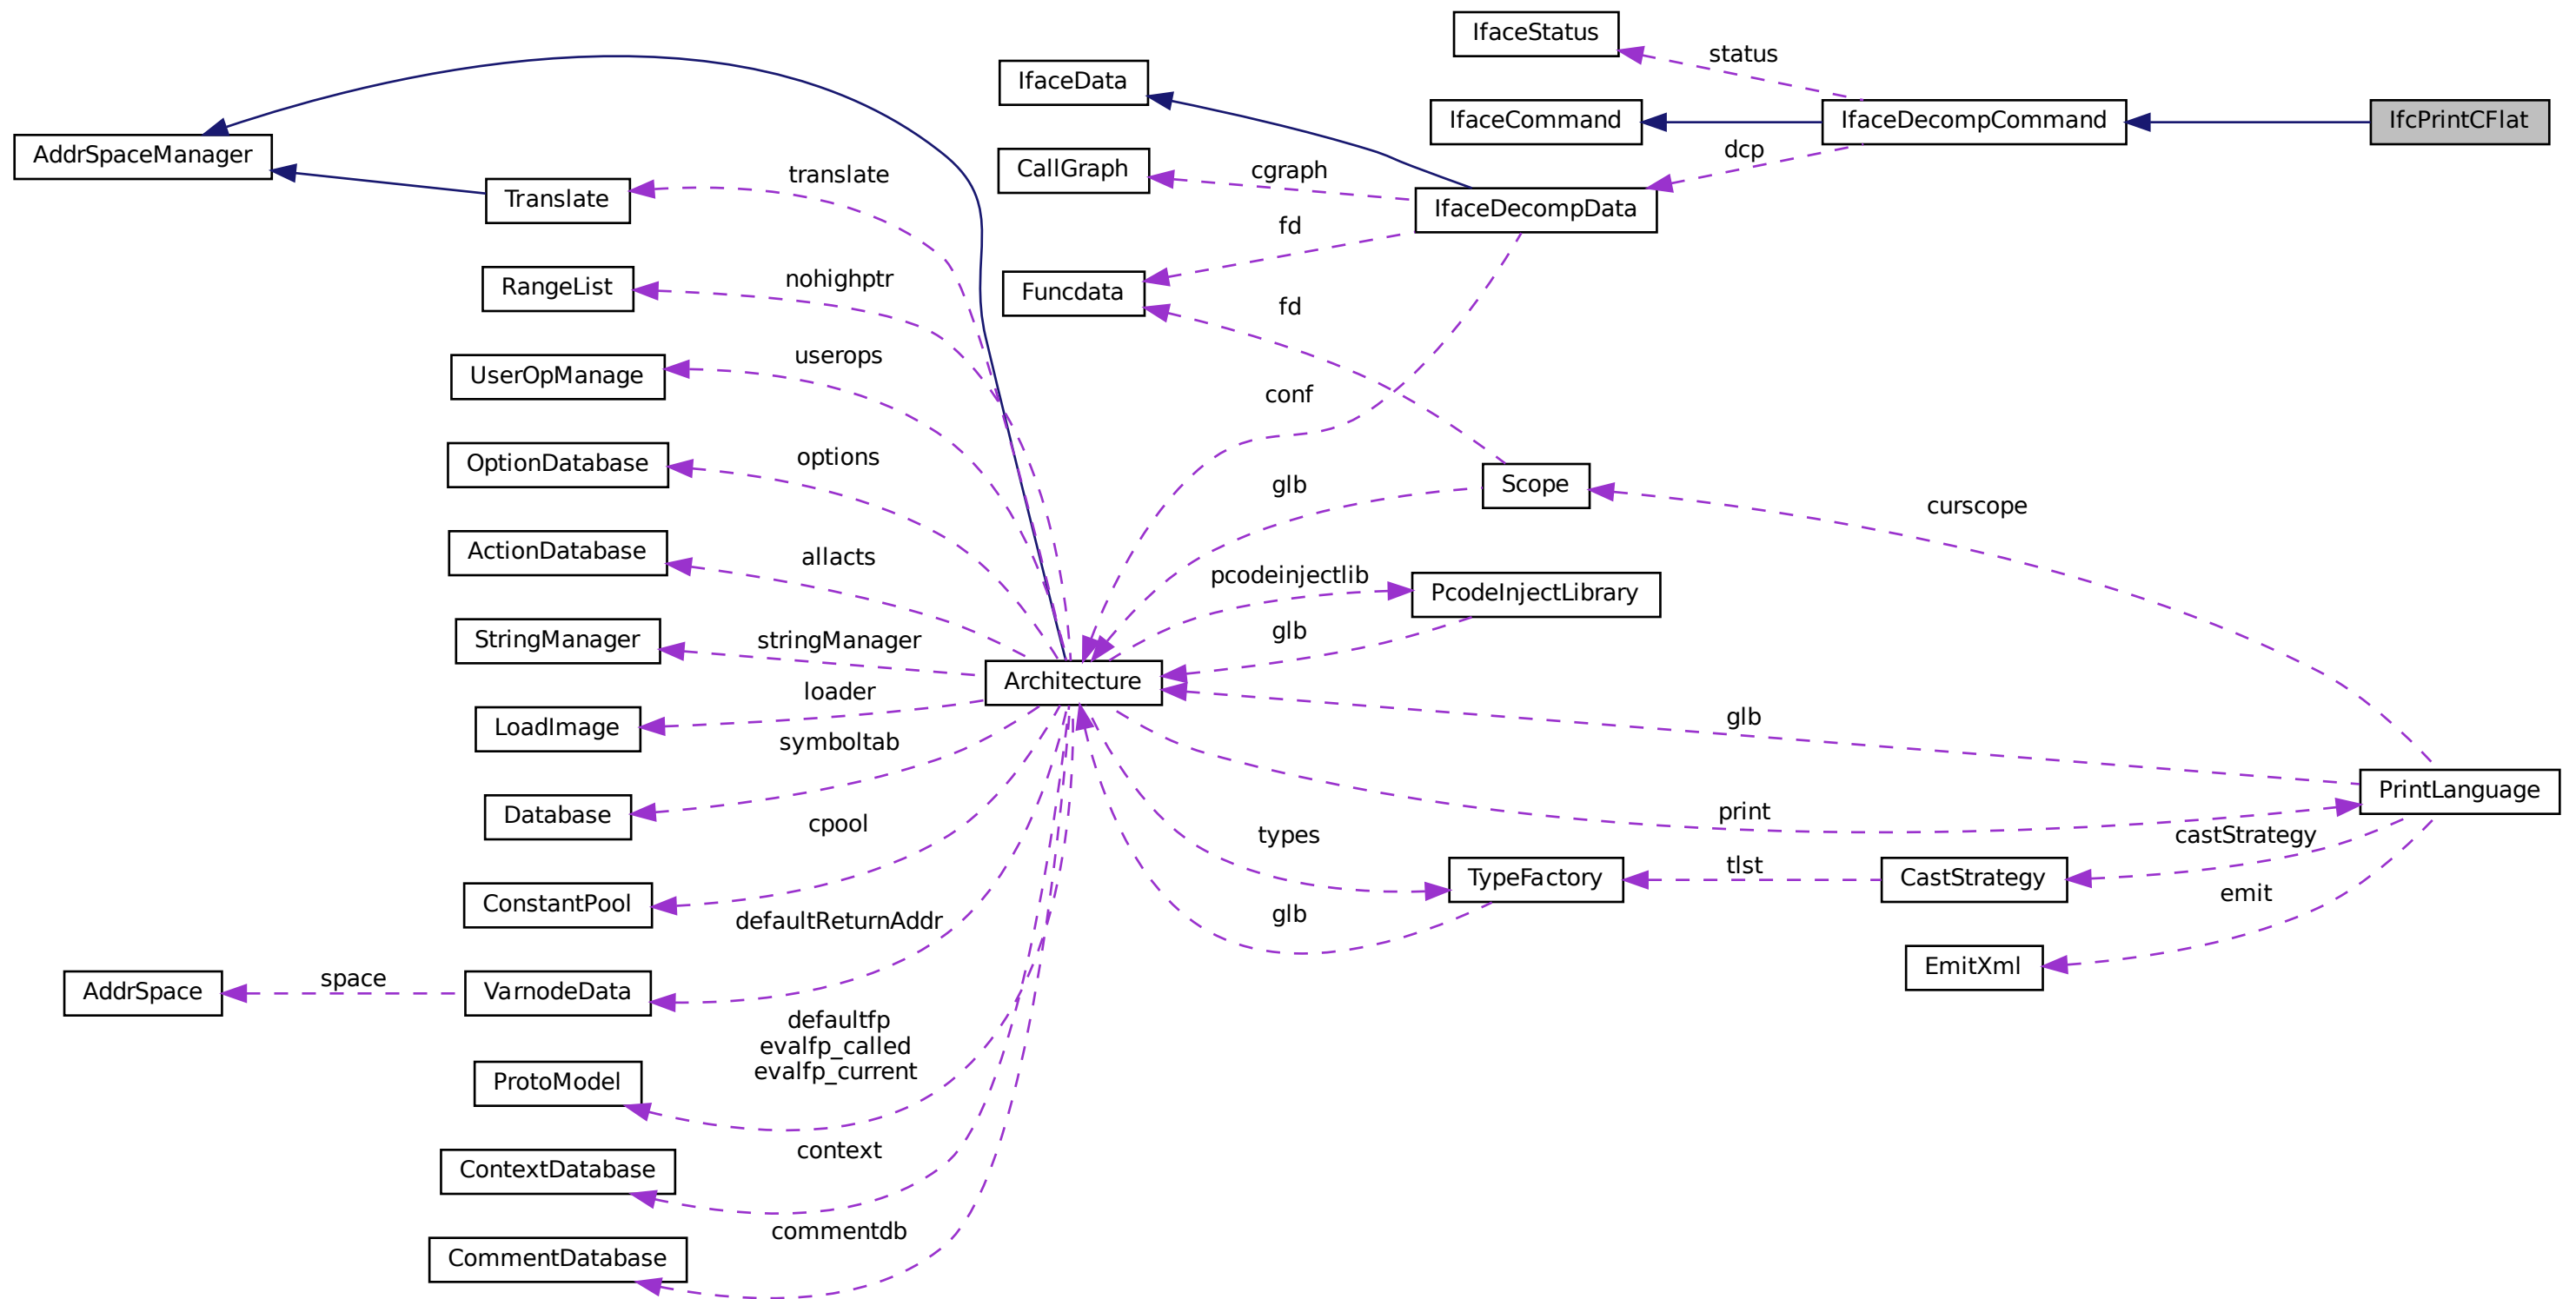 IfaceStatus
status
IfaceData
IfaceCommand
IfaceDecompCommand
IfcPrintCFlat
AddrSpaceManager
dcp
CallGraph
cgraph
translate
Translate
IfaceDecompData
fd
nohighptr
RangeList
Funcdata
fd
userops
UserOpManage
conf
options
OptionDatabase
glb
Scope
curscope
allacts
ActionDatabase
pcodeinjectlib
PcodeInjectLibrary
stringManager
StringManager
glb
Architecture
loader
LoadImage
glb
symboltab
PrintLanguage
print
Database
cpool
types
castStrategy
tlst
TypeFactory
CastStrategy
emit
ConstantPool
defaultReturnAddr
glb
EmitXml
space
AddrSpace
VarnodeData
defaultfp
evalfp_called
evalfp_current
ProtoModel
context
ContextDatabase
commentdb
CommentDatabase